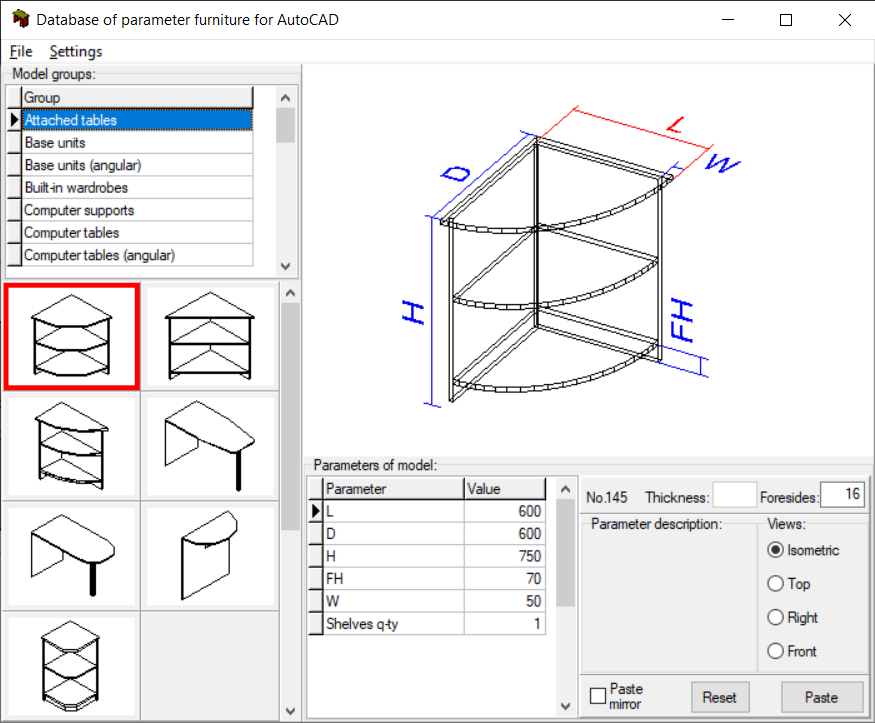 Database of parameter furniture for AutoCAD
File Settings
Model groups:
Group
Attached tables
Base units
Base units (angular)
Built-in wardrobes
Computer supports
Computer tables
Computer tables (angular)
L
W
D
H
FH
Parameters of model:
Parameter Value
L 600
D 600
H 750
FH 70
W 50
Shelves q-ty 1
No.145 Thickness: Foresides: 16
Parameter description: Views:
Isometric
Top
Right
Front
Paste
mirror
Reset Paste